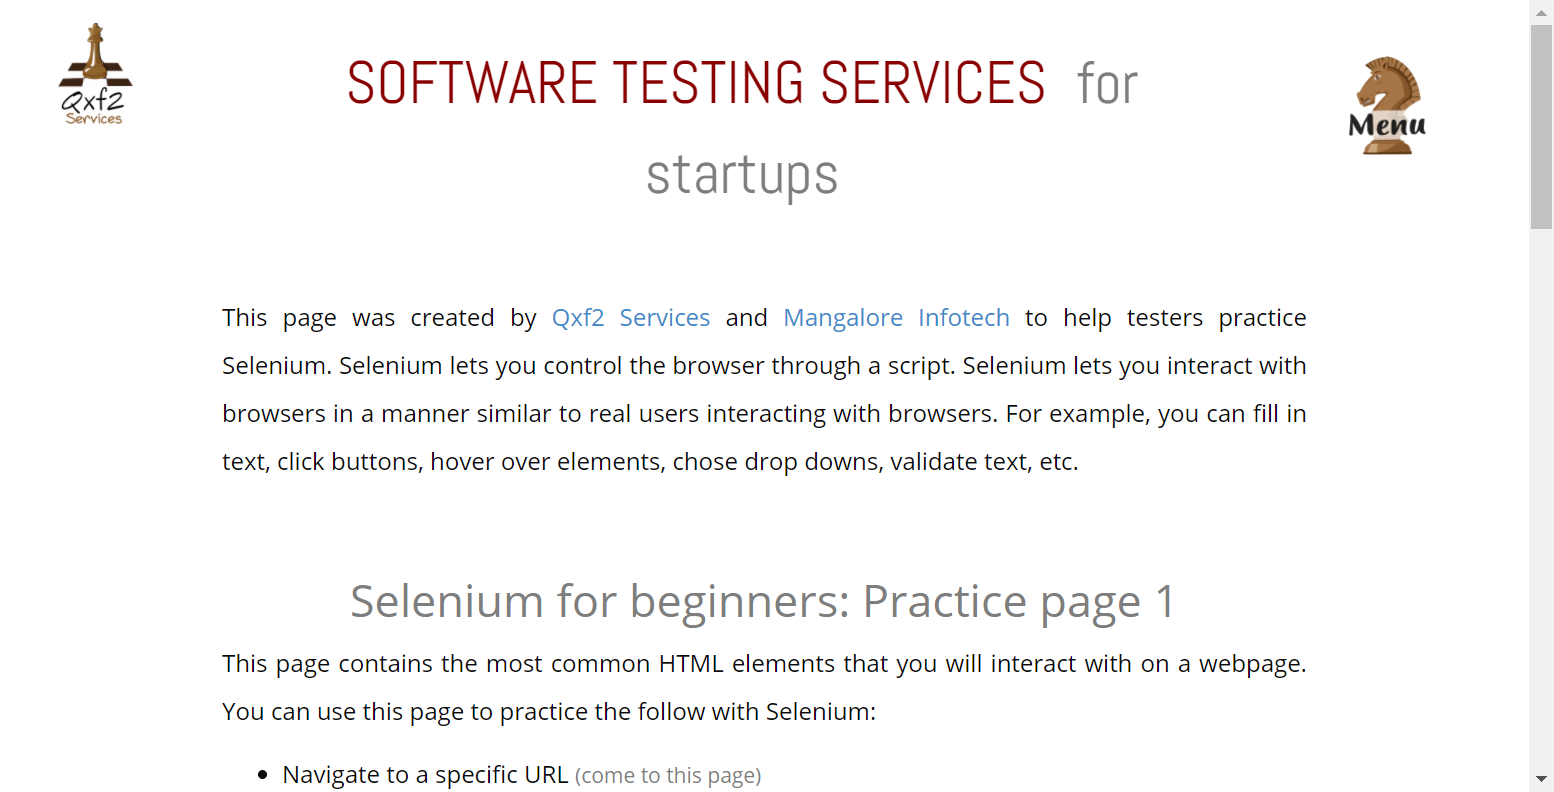 Qxf2
Services
SOFTWARE TESTING SERVICES for
startups
Menu
This page was created by Qxf2 Services and Mangalore Infotech to help testers practice
Selenium. Selenium lets you control the browser through a script. Selenium lets you interact with
browsers in a manner similar to real users interacting with browsers. For example, you can fill in
text, click buttons, hover over elements, chose drop downs, validate text, etc.
Selenium for beginners: Practice page 1
This page contains the most common HTML elements that you will interact with on a webpage.
You can use this page to practice the follow with Selenium:
• Navigate to a specific URL (come to this page)